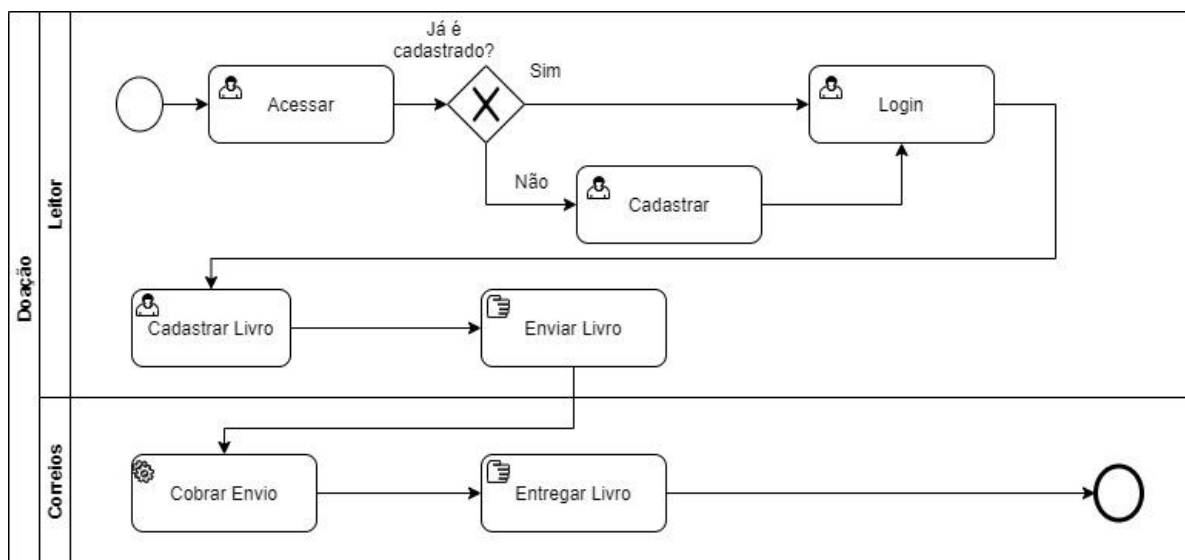 Doação
Leitor
Já é
cadastrado?
Acessar
Sim
Login
Não
Cadastrar
Cadastrar Livro
Enviar Livro
Correios
Cobrar Envio
Entregar Livro